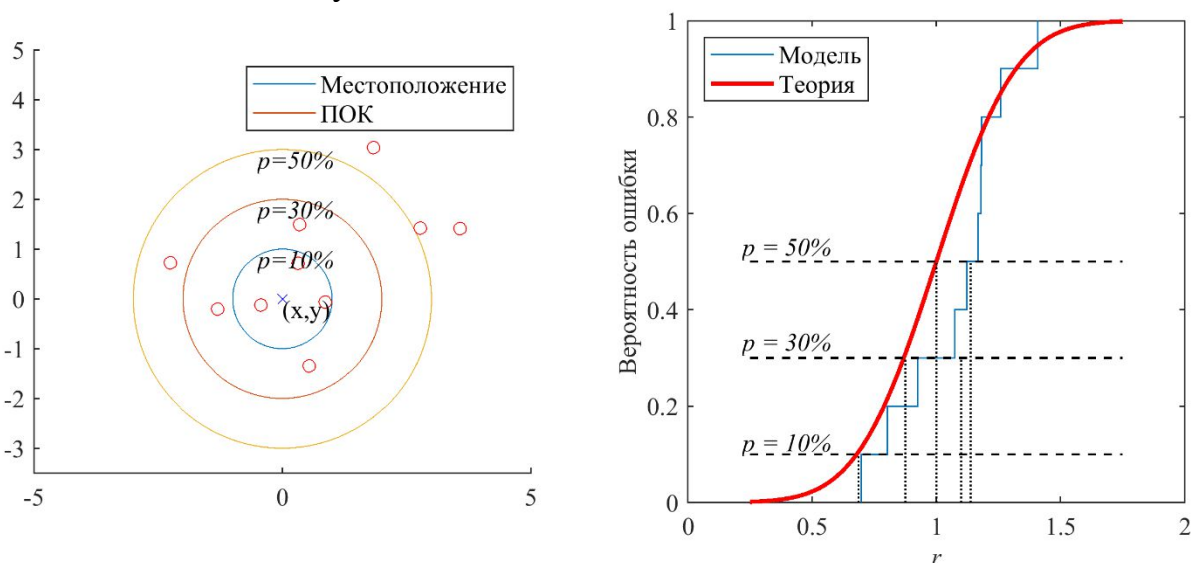 5
4
3
2
1
0
-1
-2
-3
-5
0
5
Местоположение
ПОК
p=50%
p=30%
p=10%
(x,y)
Вероятность ошибки
1
0.8
0.6
0.4
0.2
0
0
0.5
1
1.5
2
r
Модель
Теория
p = 50%
p = 30%
p = 10%